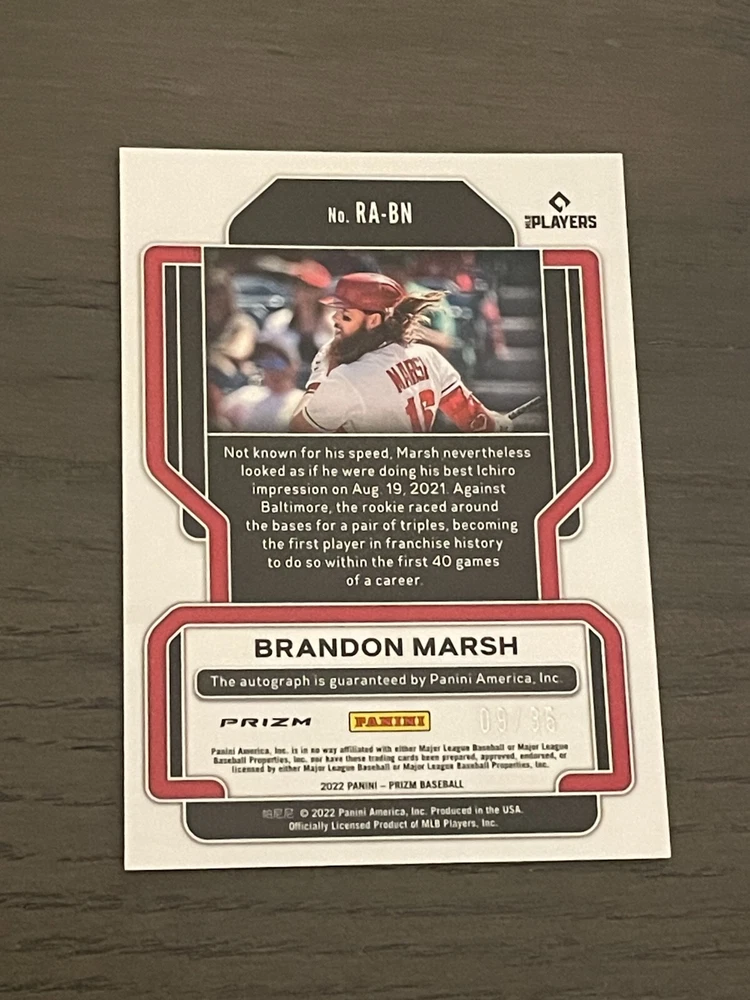 No. RA-BN
MLB PLAYERS
MARSH
16
Not known for his speed, Marsh nevertheless
looked as if he were doing his best Ichiro
impression on Aug. 19, 2021. Against
Baltimore, the rookie raced around
the bases for a pair of triples, becoming
the first player in franchise history
to do so within the first 40 games
of a career.
BRANDON MARSH
The autograph is guaranteed by Panini America, Inc.
PRIZM PANINI
Panini America, Inc. is in no way affiliated with either Major League Baseball or Major League
Baseball Properties, Inc. nor have these trading cards been prepared, approved, endorsed, or
licensed by either Major League Baseball or Major League Baseball Properties, Inc.
2022 PANINI – PRIZM BASEBALL
帕尼尼 © 2022 Panini America, Inc. Produced in the USA.
Officially Licensed Product of MLB Players, Inc.